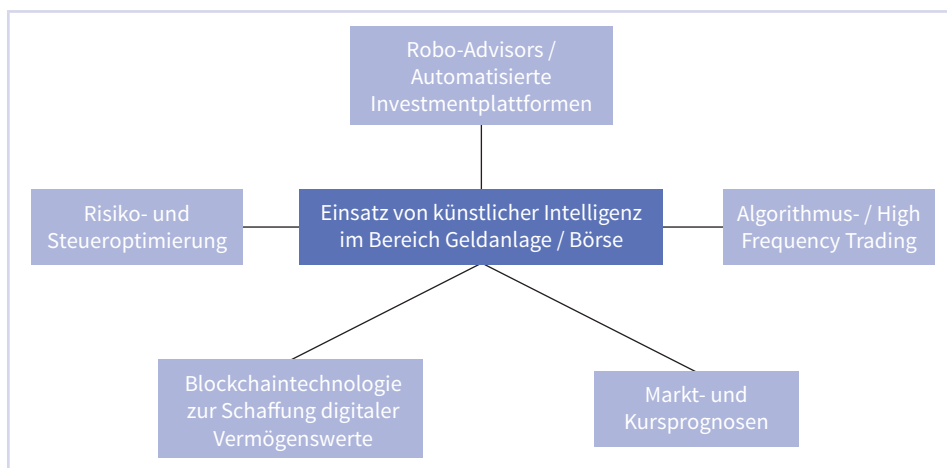 Robo-Advisors /
Automatisierte
Investmentplattformen
Risiko- und
Steueroptimierung
Einsatz von künstlicher Intelligenz
im Bereich Geldanlage / Börse
Algorithmus- / High
Frequency Trading
Blockchaintechnologie
zur Schaffung digitaler
Vermögenswerte
Markt- und
Kursprognosen